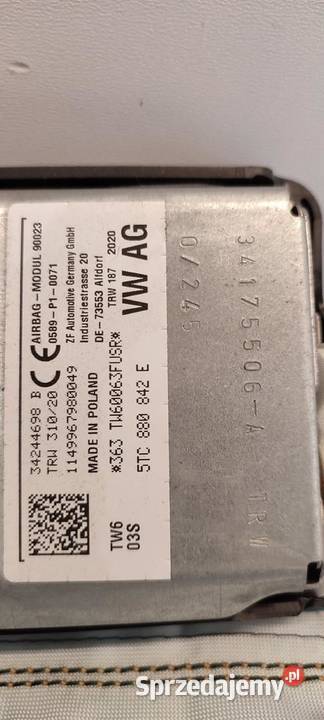 34244698 B
TRW 310/20
1149967980049
CE
AIRBAG-MODUL 90023
0589-P1-0071
ZF Automotive Germany GmbH
Industriestrasse 20
DE-73553 Alfdorf
TRW 187 2020
MADE IN POLAND
VW AG
*363 TW60063FUSR*
5TC 880 842 E
TW6
03S
34175506-A TRW
0/245
Sprzedajemy.pl